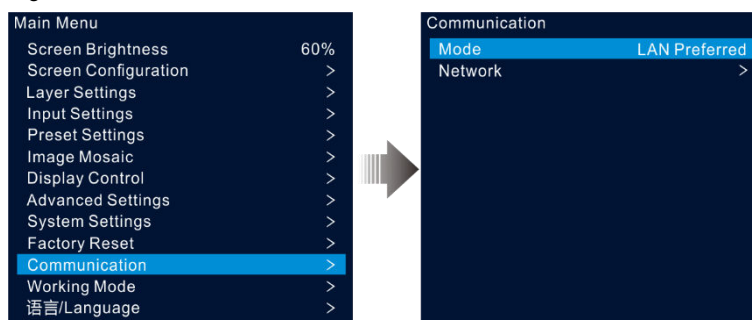 Main Menu
Screen Brightness 60%
Screen Configuration >
Layer Settings >
Input Settings >
Preset Settings >
Image Mosaic >
Display Control >
Advanced Settings >
System Settings >
Factory Reset >
Communication >
Working Mode >
语言/Language >
Communication
Mode LAN Preferred
Network >